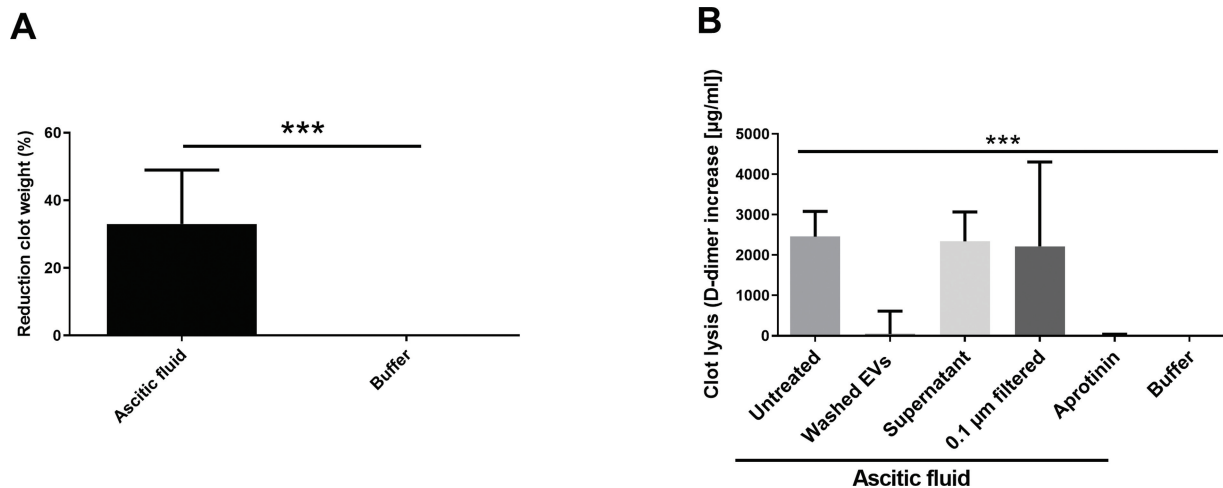 A
Reduction clot weight (%)
60
40
20
0
***
Ascitic fluid
Buffer
B
Clot lysis (D-dimer increase [µg/ml])
5000
4000
3000
2000
1000
0
***
Untreated
Washed EVs
Supernatant
0.1 µm filtered
Aprotinin
Buffer
Ascitic fluid